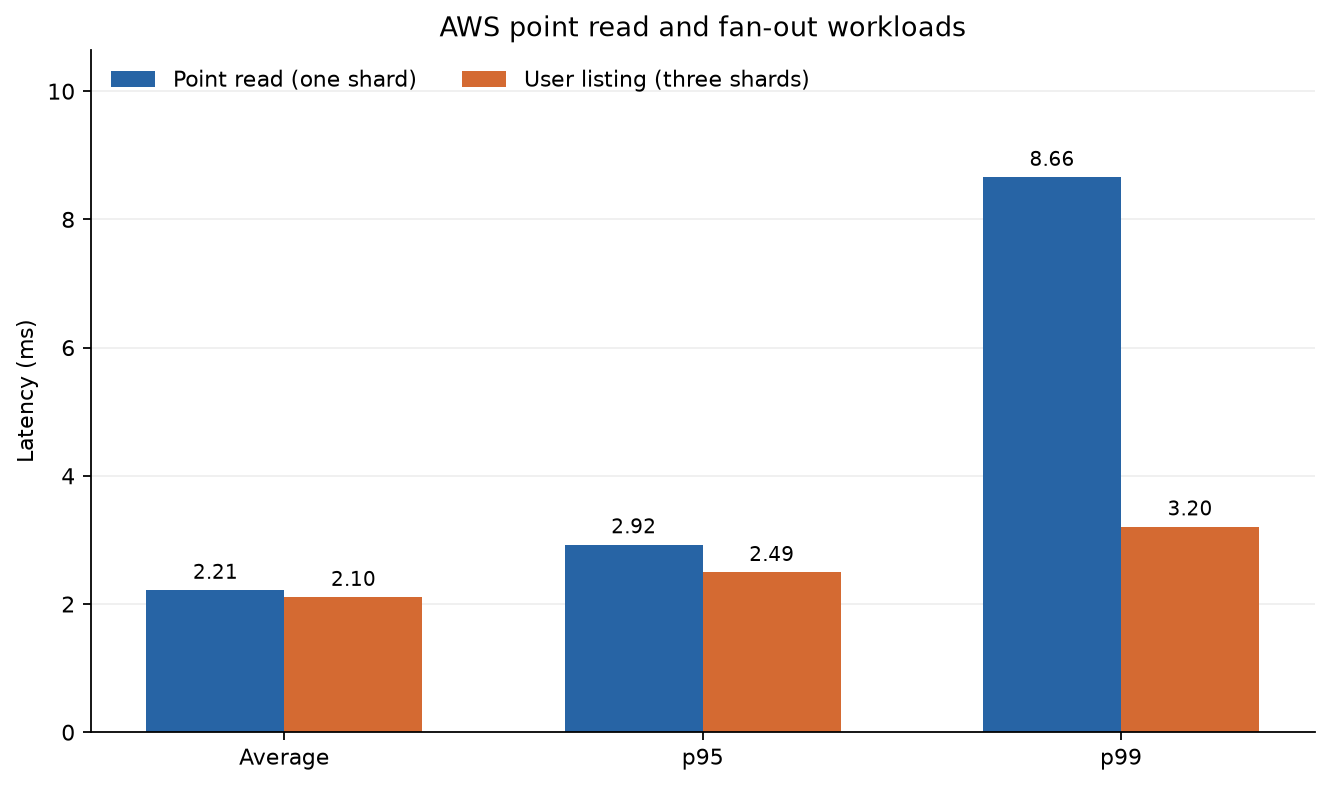 AWS point read and fan-out workloads
Point read (one shard)
User listing (three shards)
Latency (ms)
10
8
6
4
2
0
2.21
2.10
2.92
2.49
8.66
3.20
Average
p95
p99